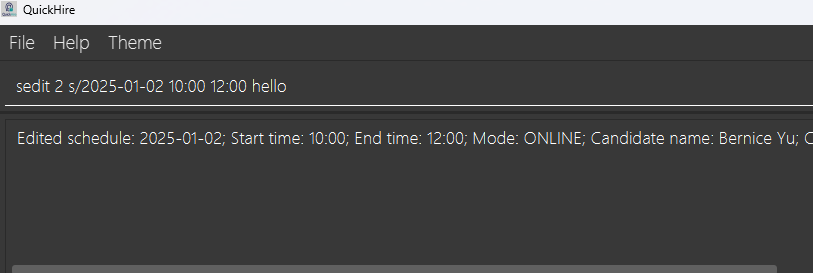 QuickHire
File Help Theme
sedit 2 s/2025-01-02 10:00 12:00 hello
Edited schedule: 2025-01-02; Start time: 10:00; End time: 12:00; Mode: ONLINE; Candidate name: Bernice Yu;